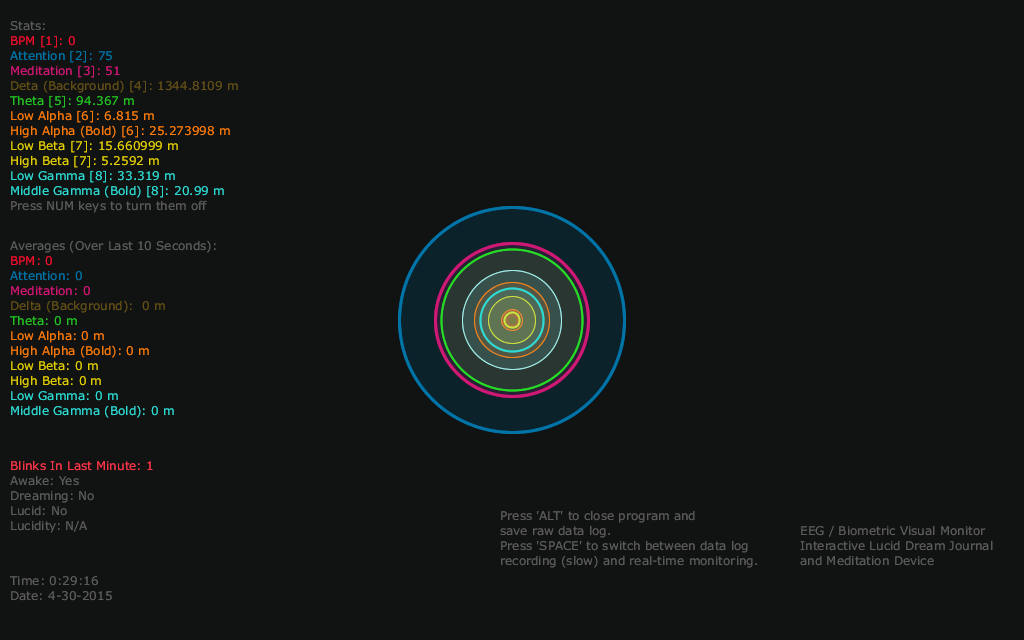 Stats:
BPM [1]: 0
Attention [2]: 75
Meditation [3]: 51
Deta (Background) [4]: 1344.8109 m
Theta [5]: 94.367 m
Low Alpha [6]: 6.815 m
High Alpha (Bold) [6]: 25.273998 m
Low Beta [7]: 15.660999 m
High Beta [7]: 5.2592 m
Low Gamma [8]: 33.319 m
Middle Gamma (Bold) [8]: 20.99 m
Press NUM keys to turn them off
Averages (Over Last 10 Seconds):
BPM: 0
Attention: 0
Meditation: 0
Delta (Background):  0 m
Theta: 0 m
Low Alpha: 0 m
High Alpha (Bold): 0 m
Low Beta: 0 m
High Beta: 0 m
Low Gamma: 0 m
Middle Gamma (Bold): 0 m
Blinks In Last Minute: 1
Awake: Yes
Dreaming: No
Lucid: No
Lucidity: N/A
Time: 0:29:16
Date: 4-30-2015
Press 'ALT' to close program and
save raw data log.
Press 'SPACE' to switch between data log
recording (slow) and real-time monitoring.
EEG / Biometric Visual Monitor
Interactive Lucid Dream Journal
and Meditation Device